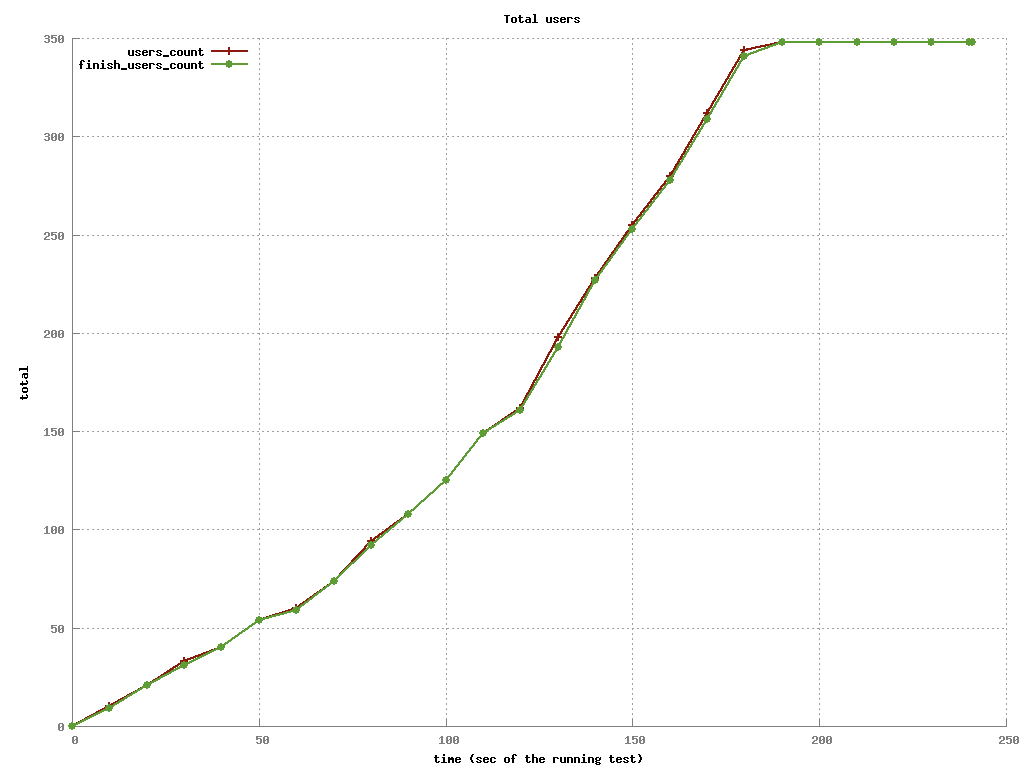 Total users
users_count
finish_users_count
350
300
250
200
150
100
50
0
total
0 50 100 150 200 250
time (sec of the running test)